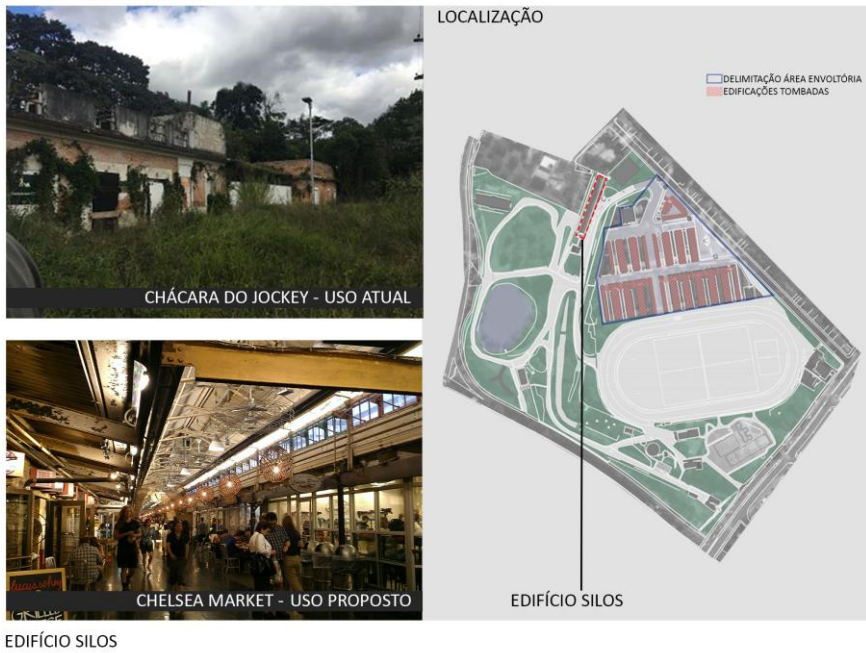 CHÁCARA DO JOCKEY - USO ATUAL
CHELSEA MARKET - USO PROPOSTO
LOCALIZAÇÃO
DELIMITAÇÃO ÁREA ENVOLTÓRIA
EDIFICAÇÕES TOMBADAS
EDIFÍCIO SILOS
EDIFÍCIO SILOS